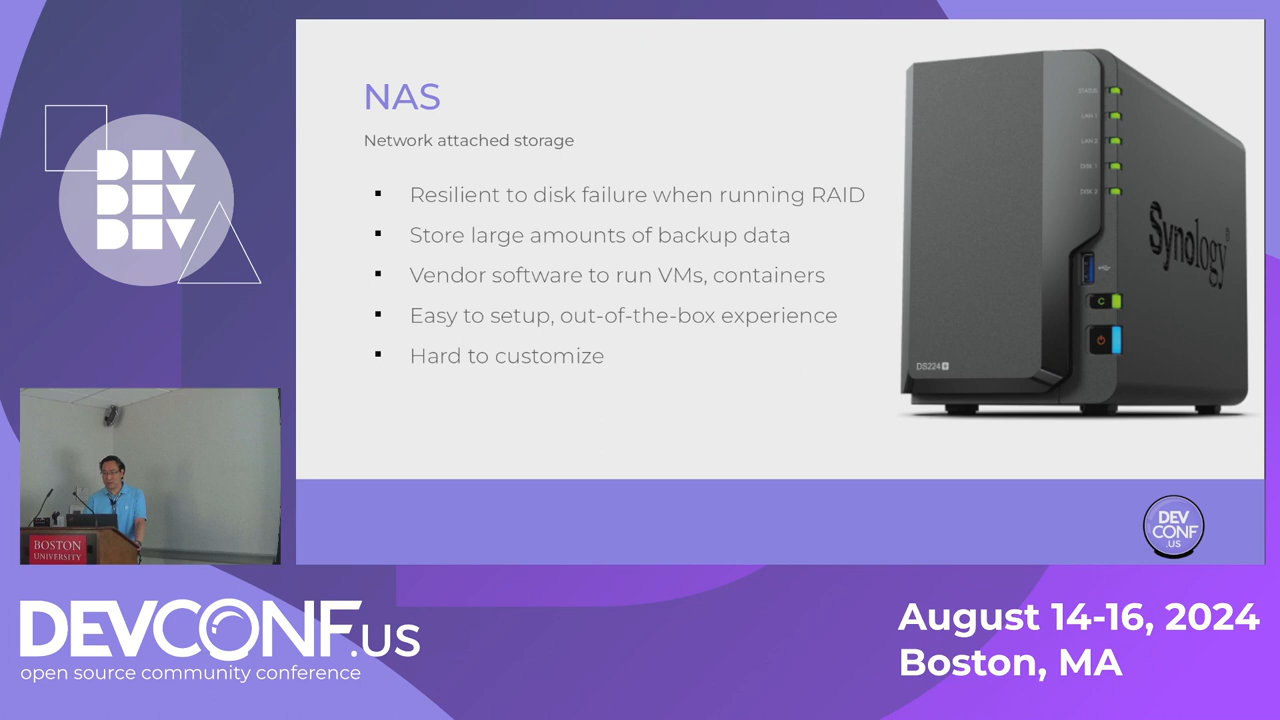 NAS
Network attached storage
▪ Resilient to disk failure when running RAID
▪ Store large amounts of backup data
▪ Vendor software to run VMs, containers
▪ Easy to setup, out-of-the-box experience
▪ Hard to customize
STATUS
LAN 1
LAN 2
DISK 1
DISK 2
Synology
C
DS224+
DEV
DEV
DEV
BOSTON
UNIVERSITY
DEV
CONF
.US
DEVCONF.US
open source community conference
August 14-16, 2024
Boston, MA